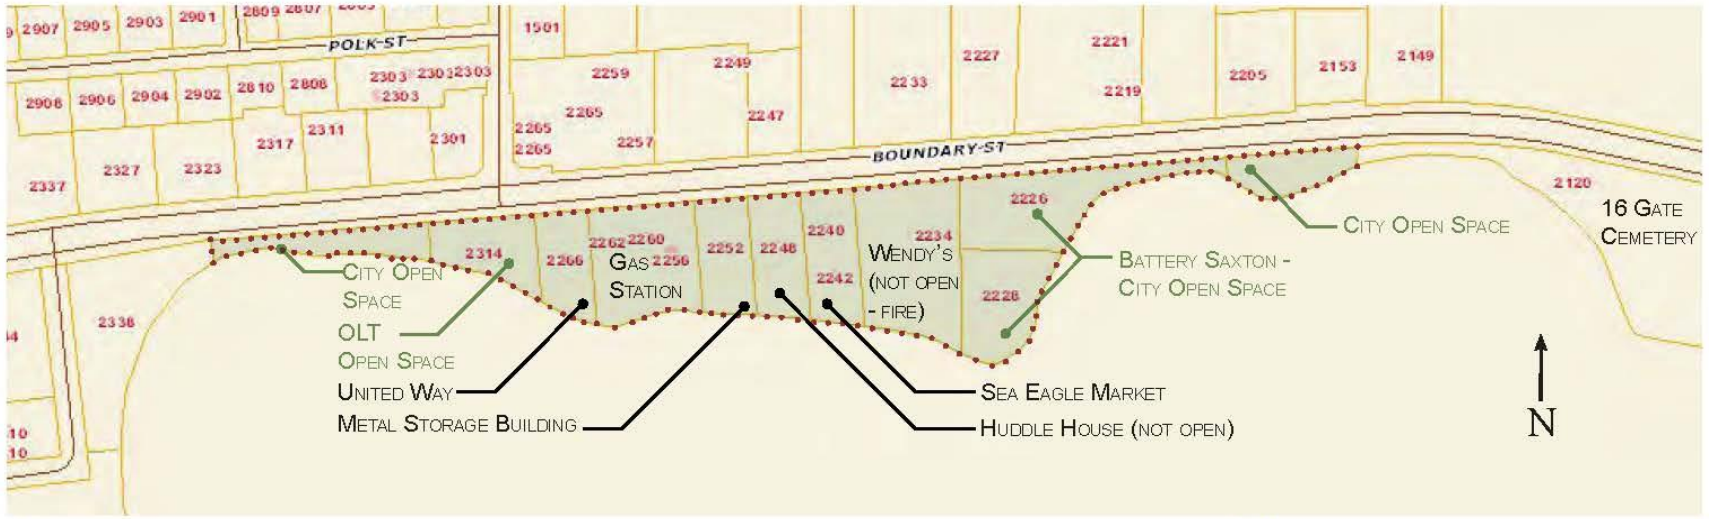 2907
2905
2903
2901
2809
2807
POLK ST
2908
2906
2904
2902
2810
2808
2303 2303 2303
2303
2337
2327
2323
2317
2311
2301
1501
2259
2249
2265
2265
2265
2257
2247
2233
2227
2221
2219
2205
2153
2149
BOUNDARY ST
2120
16 GATE
CEMETERY
2338
2314
2266
2262 2260
2256
GAS
STATION
2252
2248
2240
2242
2234
WENDY'S
(NOT OPEN
- FIRE)
2226
2228
CITY OPEN
SPACE
OLT
OPEN SPACE
UNITED WAY
METAL STORAGE BUILDING
CITY OPEN SPACE
BATTERY SAXTON -
CITY OPEN SPACE
SEA EAGLE MARKET
HUDDLE HOUSE (NOT OPEN)
10
10
N